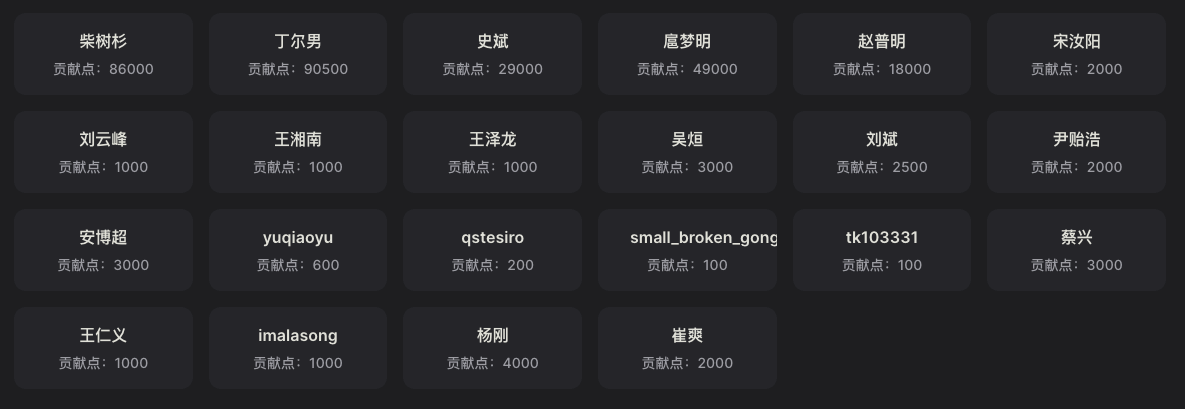 柴树杉
贡献点：86000
丁尔男
贡献点：90500
史斌
贡献点：29000
扈梦明
贡献点：49000
赵普明
贡献点：18000
宋汝阳
贡献点：2000
刘云峰
贡献点：1000
王湘南
贡献点：1000
王泽龙
贡献点：1000
吴烜
贡献点：3000
刘斌
贡献点：2500
尹贻浩
贡献点：2000
安博超
贡献点：3000
yuqiaoyu
贡献点：600
qstesiro
贡献点：200
small_broken_gong
贡献点：100
tk103331
贡献点：100
蔡兴
贡献点：3000
王仁义
贡献点：1000
imalasong
贡献点：1000
杨刚
贡献点：4000
崔爽
贡献点：2000